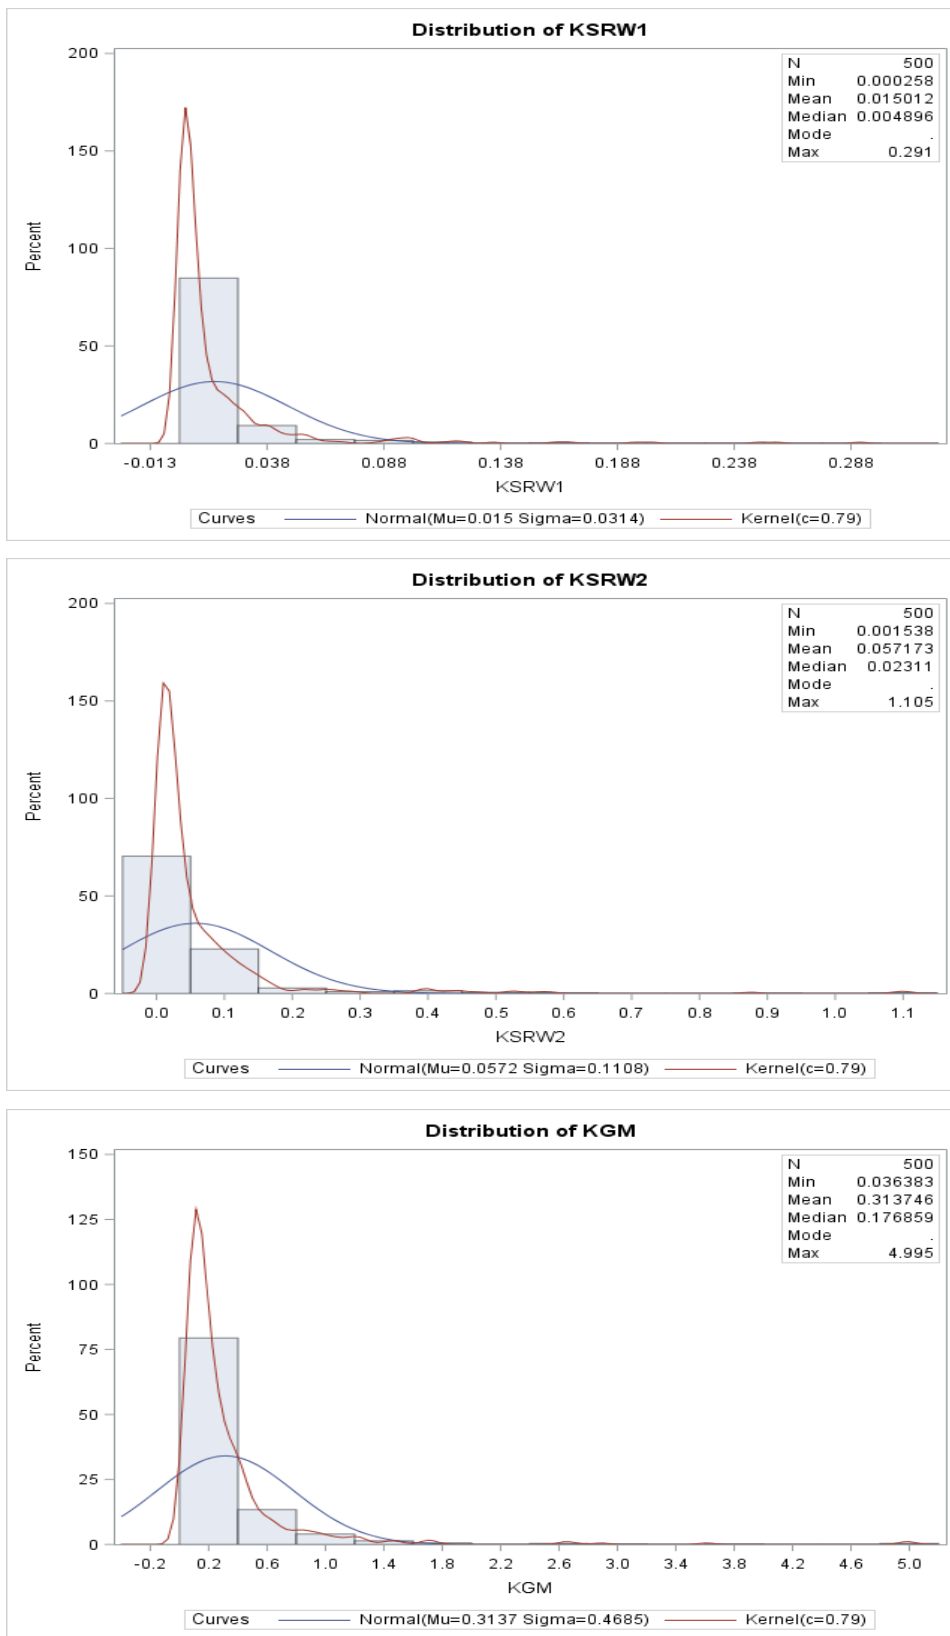 Distribution of KSRW1
200
N 500
Min 0.000258
Mean 0.015012
Median 0.004896
Mode .
Max 0.291
150
Percent
100
50
0
-0.013 0.038 0.088 0.138 0.188 0.238 0.288
KSRW1
Curves Normal(Mu=0.015 Sigma=0.0314) Kernel(c=0.79)
Distribution of KSRW2
200
N 500
Min 0.001538
Mean 0.057173
Median 0.02311
Mode .
Max 1.105
150
Percent
100
50
0
0.0 0.1 0.2 0.3 0.4 0.5 0.6 0.7 0.8 0.9 1.0 1.1
KSRW2
Curves Normal(Mu=0.0572 Sigma=0.1108) Kernel(c=0.79)
Distribution of KGM
150
N 500
Min 0.036383
Mean 0.313746
Median 0.176859
Mode .
Max 4.995
125
100
Percent
75
50
25
0
-0.2 0.2 0.6 1.0 1.4 1.8 2.2 2.6 3.0 3.4 3.8 4.2 4.6 5.0
KGM
Curves Normal(Mu=0.3137 Sigma=0.4685) Kernel(c=0.79)